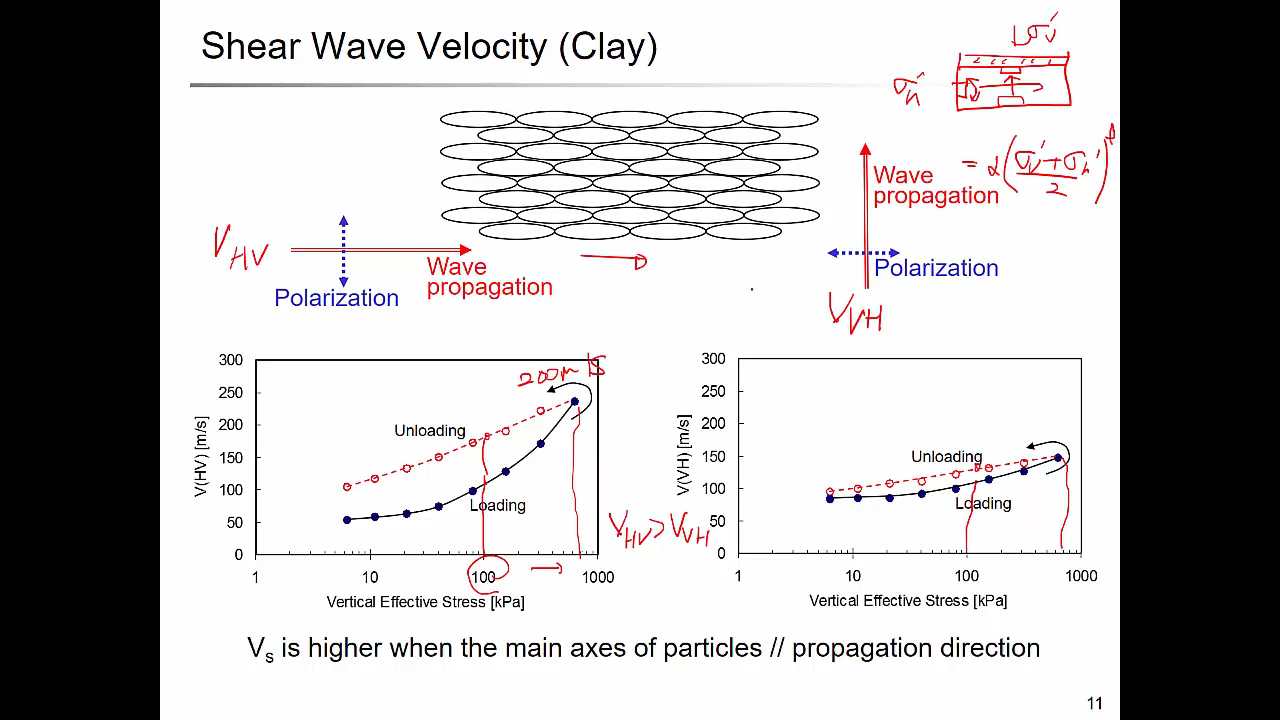 Shear Wave Velocity (Clay)
σv'
σh'
= α (σv' + σh' / 2)
Wave
propagation
Polarization
VVH
VHV
Wave
propagation
Polarization
300
250
200
150
100
50
0
1
10
100
1000
V(HV) [m/s]
Vertical Effective Stress [kPa]
Unloading
Loading
200m/s
VHV > VVH
300
250
200
150
100
50
0
1
10
100
1000
V(VH) [m/s]
Vertical Effective Stress [kPa]
Unloading
Loading
Vs is higher when the main axes of particles // propagation direction
11